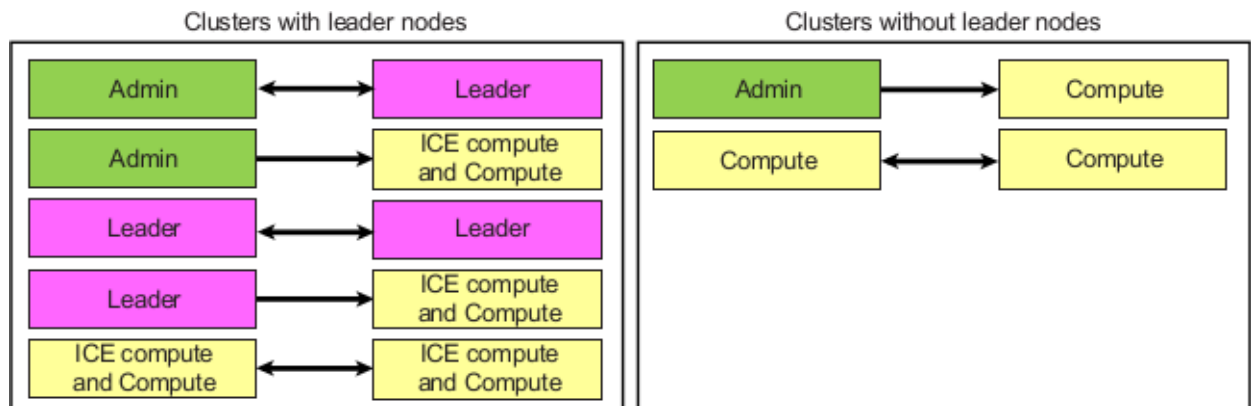 Clusters with leader nodes
Admin
Leader
Admin
ICE compute
and Compute
Leader
Leader
Leader
ICE compute
and Compute
ICE compute
and Compute
ICE compute
and Compute
Clusters without leader nodes
Admin
Compute
Compute
Compute